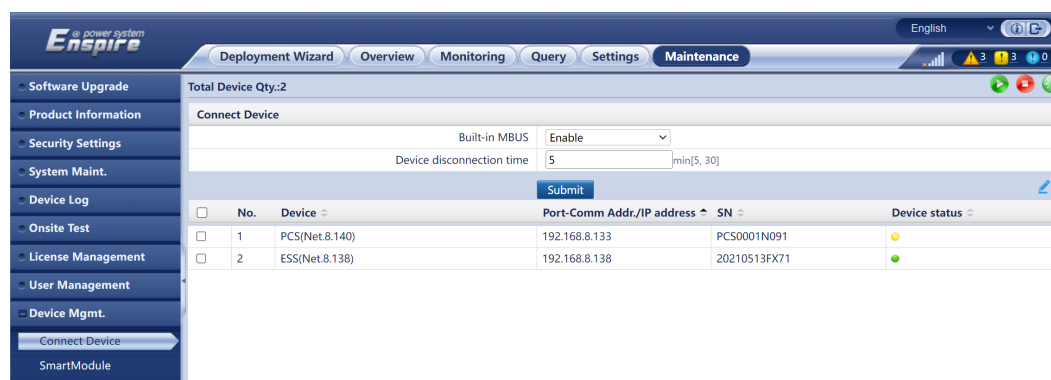 Enspire @ power system
English
Deployment Wizard Overview Monitoring Query Settings Maintenance
3 3 0
Software Upgrade
Product Information
Security Settings
System Maint.
Device Log
Onsite Test
License Management
User Management
Device Mgmt.
Connect Device
SmartModule
Total Device Qty.:2
Connect Device
Built-in MBUS Enable
Device disconnection time 5 min[5, 30]
Submit
No. Device Port-Comm Addr./IP address SN Device status
1 PCS(Net.8.140) 192.168.8.133 PCS0001N091
2 ESS(Net.8.138) 192.168.8.138 20210513FX71